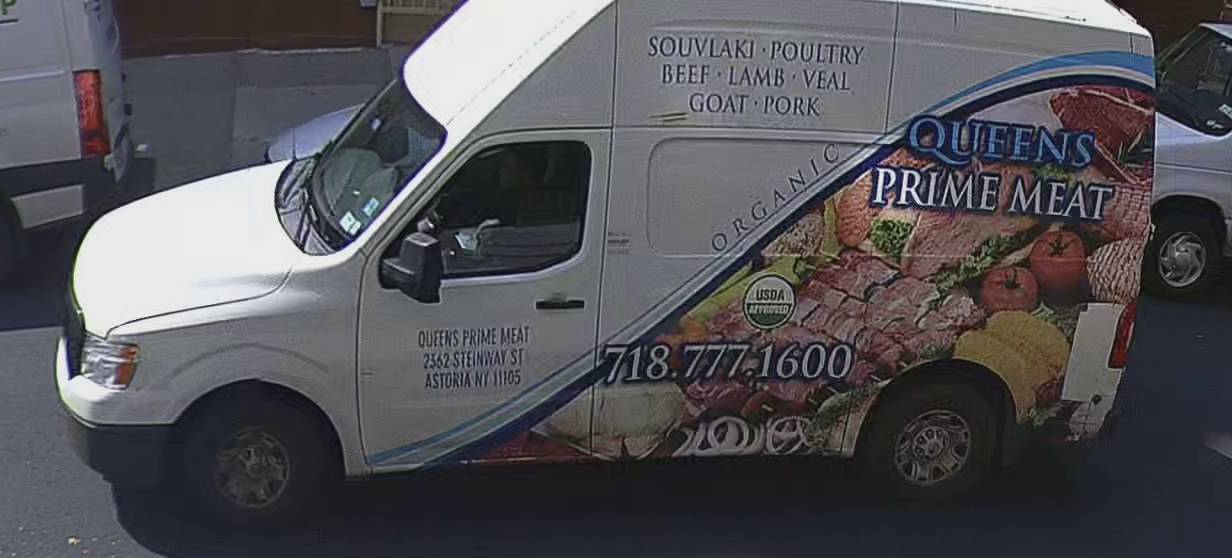 SOUVLAKI · POULTRY
BEEF · LAMB · VEAL
GOAT · PORK
ORGANIC
QUEENS
PRIME MEAT
USDA
APPROVED
718.777.1600
QUEENS PRIME MEAT
2362 STEINWAY ST
ASTORIA NY 11105